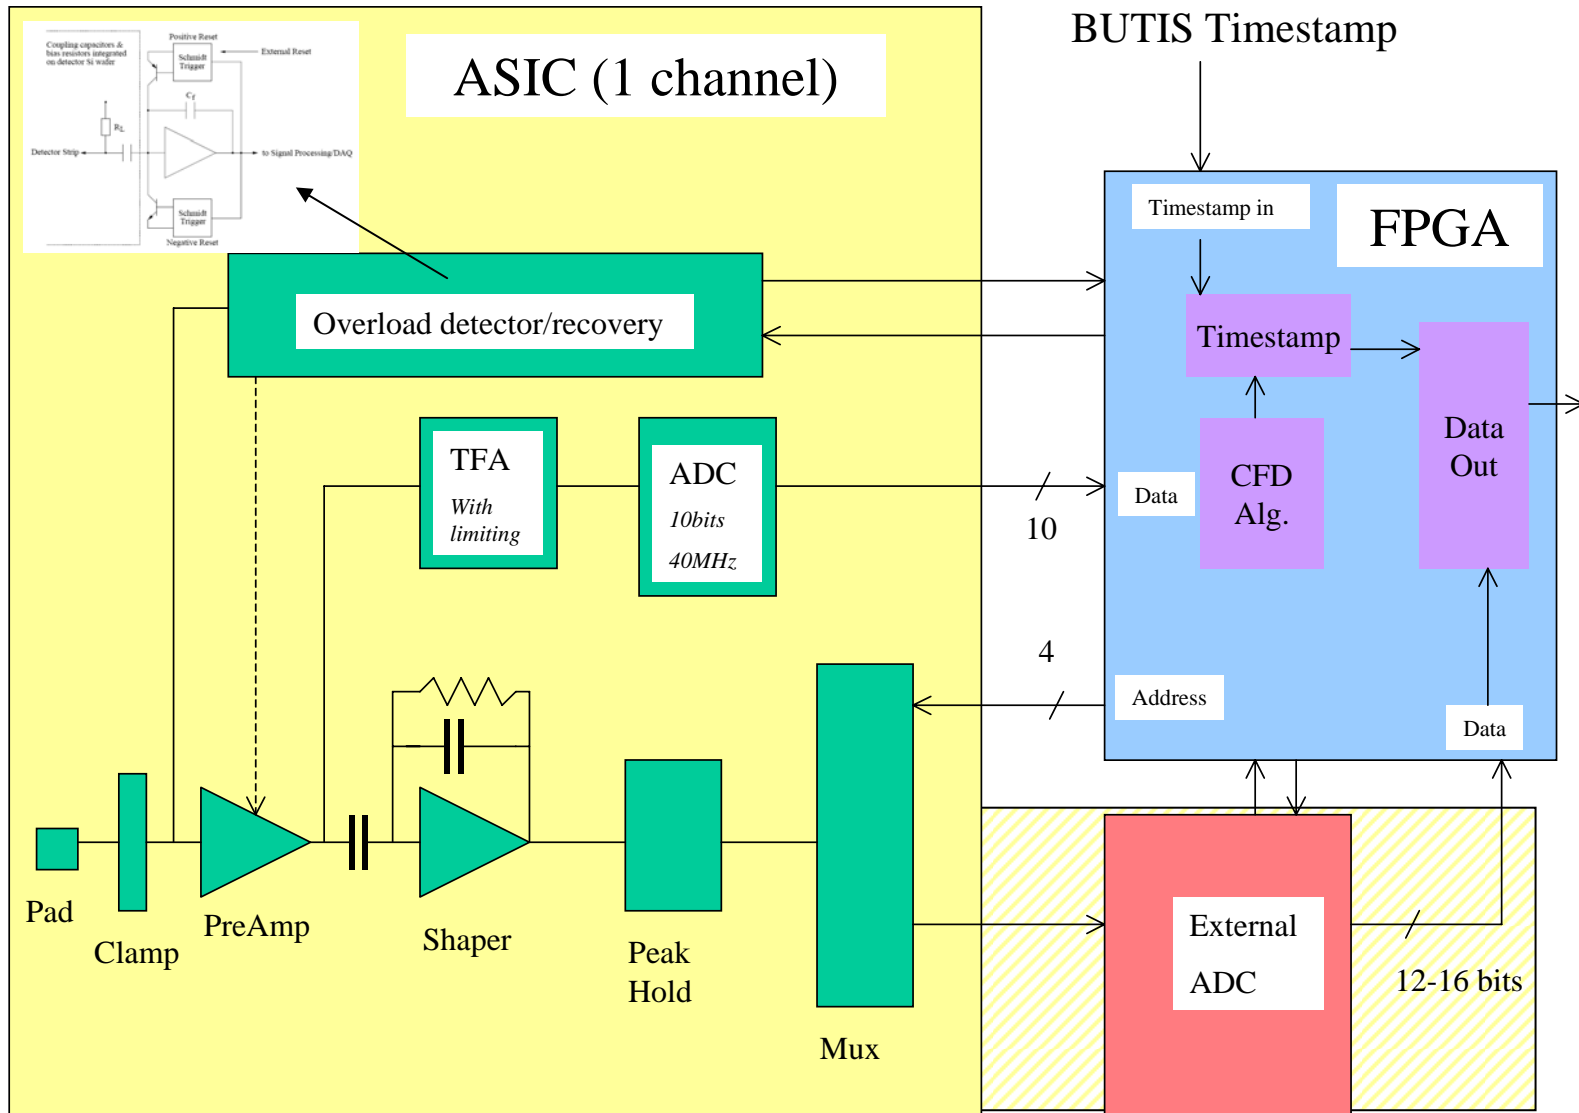 BUTIS Timestamp
ASIC (1 channel)
Coupling capacitors &
bias resistors integrated
on detector Si wafer
Positive Reset
External Reset
Schmidt
Trigger
Cf
RL
Detector Strip
to Signal Processing/DAQ
Schmidt
Trigger
Negative Reset
Timestamp in
FPGA
Overload detector/recovery
Timestamp
TFA
With
limiting
ADC
10bits
40MHz
10
Data
CFD
Alg.
Data
Out
4
Address
Data
Pad
Clamp
PreAmp
Shaper
Peak
Hold
Mux
External
ADC
12-16 bits